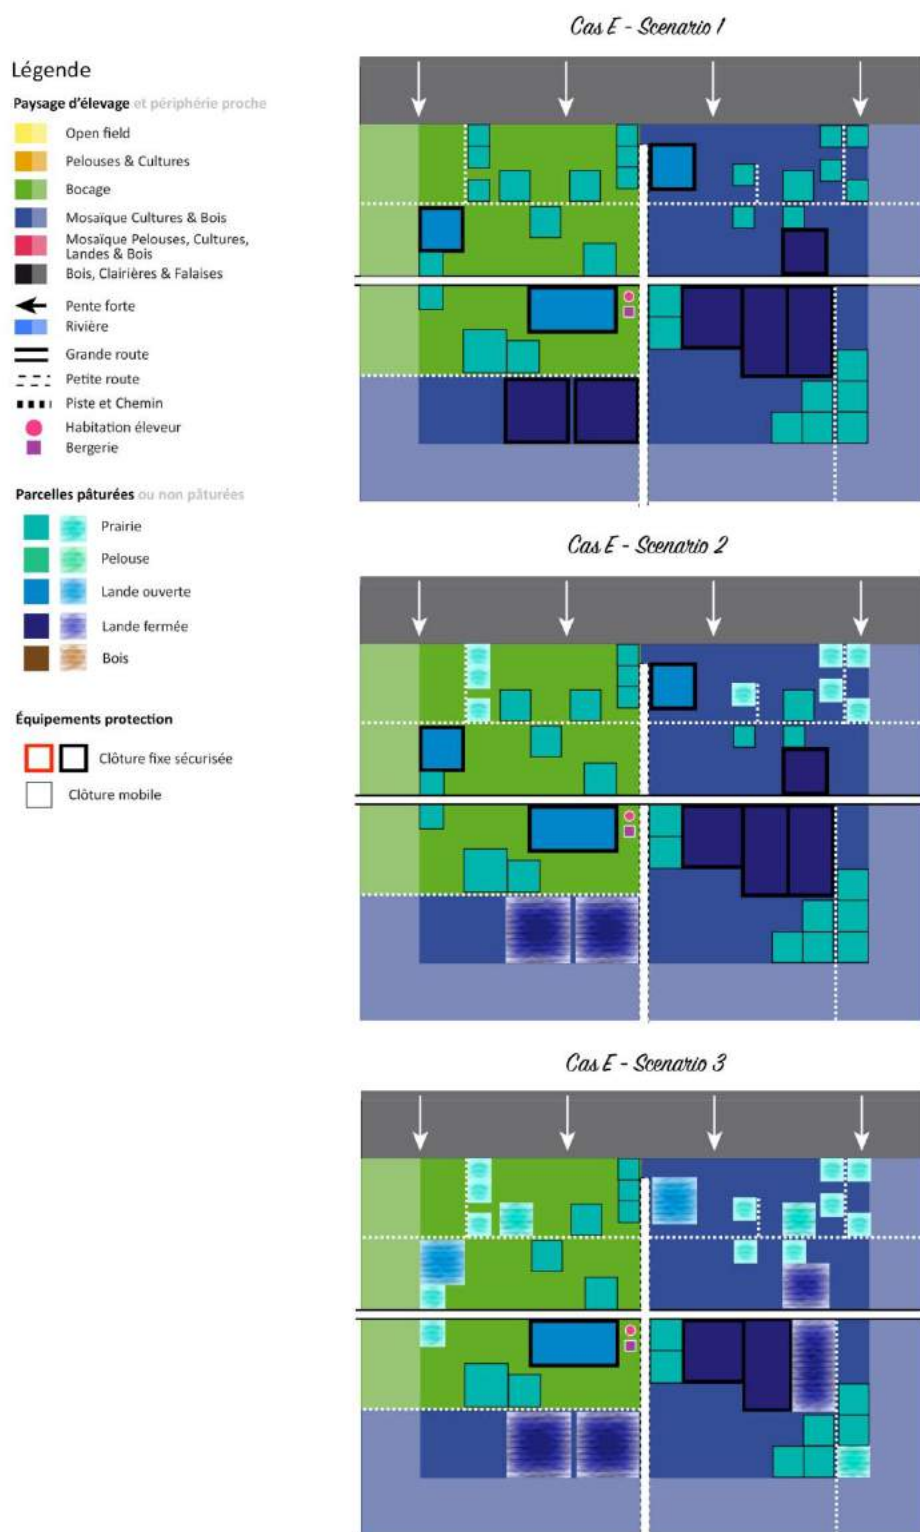 Cas E - Scenario 1
Légende
Paysage d'élevage et périphérie proche
Open field
Pelouses & Cultures
Bocage
Mosaïque Cultures & Bois
Mosaïque Pelouses, Cultures,
Landes & Bois
Bois, Clairières & Falaises
Pente forte
Rivière
Grande route
Petite route
Piste et Chemin
Habitation éleveur
Bergerie
Parcelles pâturées ou non pâturées
Prairie
Pelouse
Lande ouverte
Lande fermée
Bois
Équipements protection
Clôture fixe sécurisée
Clôture mobile
Cas E - Scenario 2
Cas E - Scenario 3